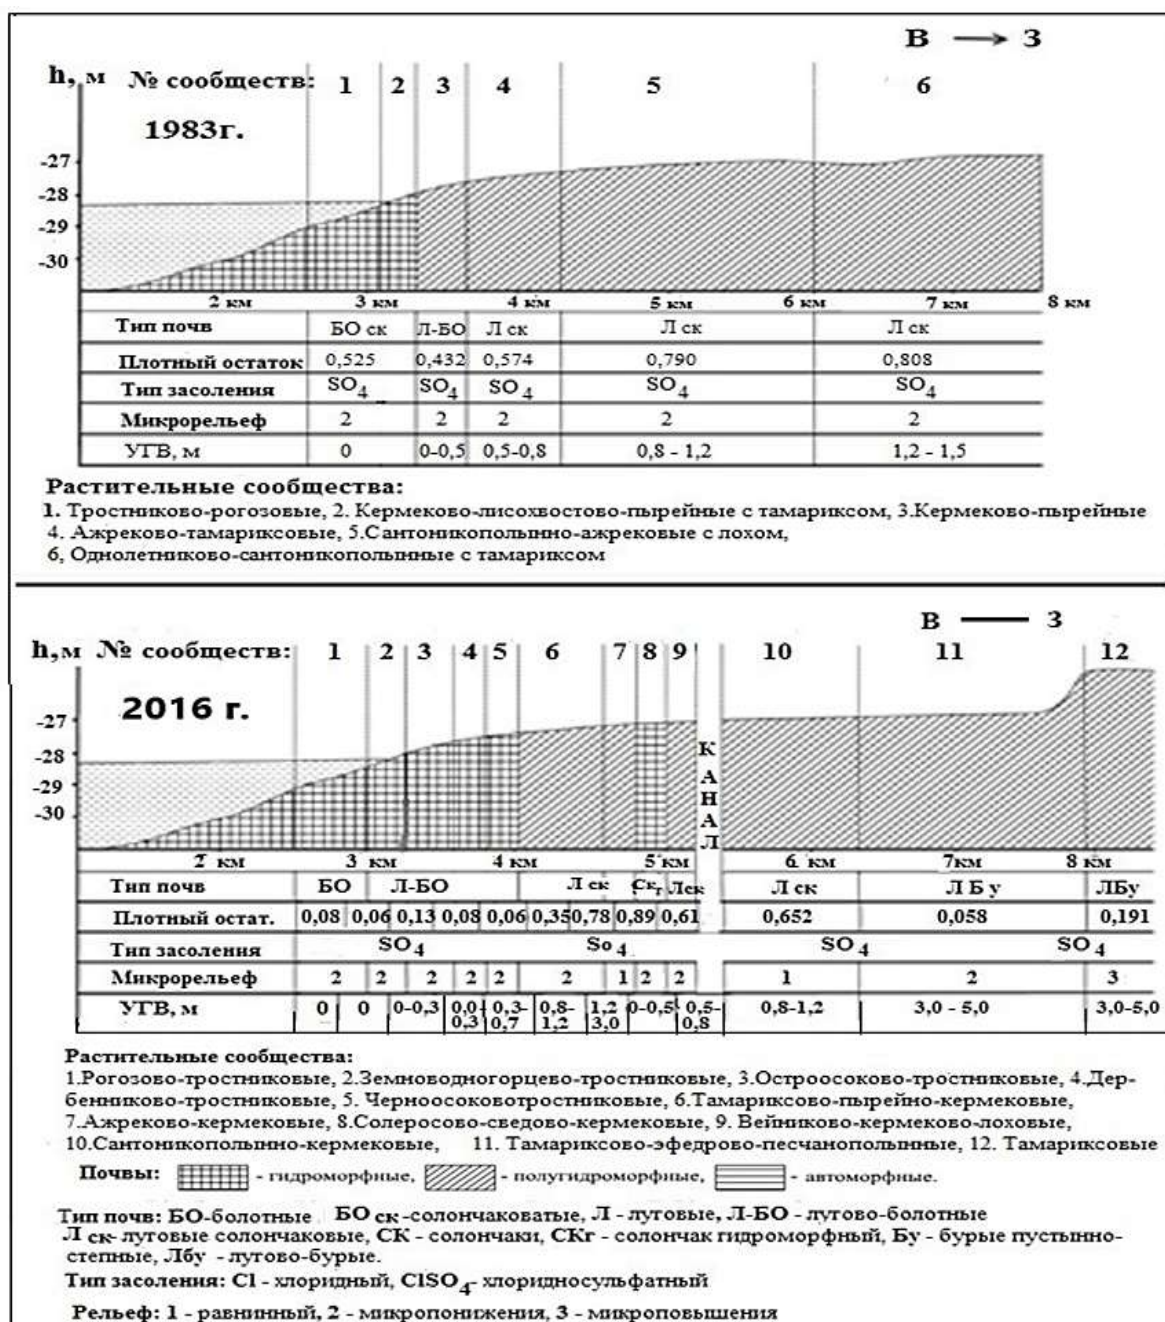 В → З
h, м № сообществ: 1 2 3 4 5 6
1983г.
-27
-28
-29
-30
2 км 3 км 4 км 5 км 6 км 7 км 8 км
Тип почв БО ск Л-БО Л ск Л ск Л ск
Плотный остаток 0,525 0,432 0,574 0,790 0,808
Тип засоления SO4 SO4 SO4 SO4 SO4
Микрорельеф 2 2 2 2 2
УГВ, м 0 0-0,5 0,5-0,8 0,8 - 1,2 1,2 - 1,5
Растительные сообщества:
1. Тростниково-рогозовые, 2. Кермеково-лисохвостово-пырейные с тамариксом, 3.Кермеково-пырейные
4. Ажреково-тамариксовые, 5.Сантоникополынно-ажрековые с лохом,
6, Однолетниково-сантоникополынные с тамариксом
В — З
h,м № сообществ: 1 2 3 4 5 6 7 8 9 10 11 12
2016 г.
-27
-28
-29
-30
КАНАЛ
2 км 3 км 4 км 5 км 6 км 7км 8 км
Тип почв БО Л-БО Л ск Скг Лск Л ск Л Б у ЛБу
Плотный остат. 0,08 0,06 0,13 0,08 0,06 0,35 0,78 0,89 0,61 0,652 0,058 0,191
Тип засоления SO4 So4 SO4 SO4
Микрорельеф 2 2 2 2 2 2 1 2 2 1 2 3
УГВ, м 0 0 0-0,3 0,0-0,3 0,3-0,7 0,8-1,2 1,2 3,0 0-0,5 0,5-0,8 0,8-1,2 3,0 - 5,0 3,0-5,0
Растительные сообщества:
1.Рогозово-тростниковые, 2.Земноводногорцево-тростниковые, 3.Остроосоково-тростниковые, 4.Дер-
бенниково-тростниковые, 5. Черноосоковотростниковые, 6.Тамариксово-пырейно-кермековые,
7.Ажреково-кермековые, 8.Солеросово-сведово-кермековые, 9. Вейниково-кермеково-лоховые,
10.Сантоникополынно-кермековые, 11. Тамариксово-эфедрово-песчанополынные, 12. Тамариксовые
Почвы: - гидроморфные, - полугидроморфные, - автоморфные.
Тип почв: БО-болотные БО ск -солончаковатые, Л - луговые, Л-БО - лугово-болотные
Л ск- луговые солончаковые, СК - солончаки, СКг - солончак гидроморфный, Бу - бурые пустынно-
степные, Лбу - лугово-бурые.
Тип засоления: Cl - хлоридный, ClSO4- хлоридносульфатный
Рельеф: 1 - равнинный, 2 - микропонижения, 3 - микроповышения